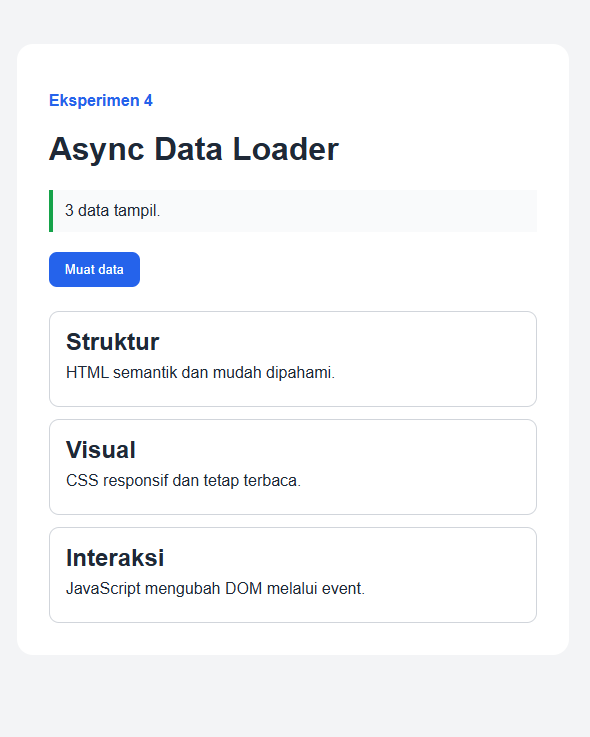 Eksperimen 4
Async Data Loader
3 data tampil.
Muat data
Struktur
HTML semantik dan mudah dipahami.
Visual
CSS responsif dan tetap terbaca.
Interaksi
JavaScript mengubah DOM melalui event.